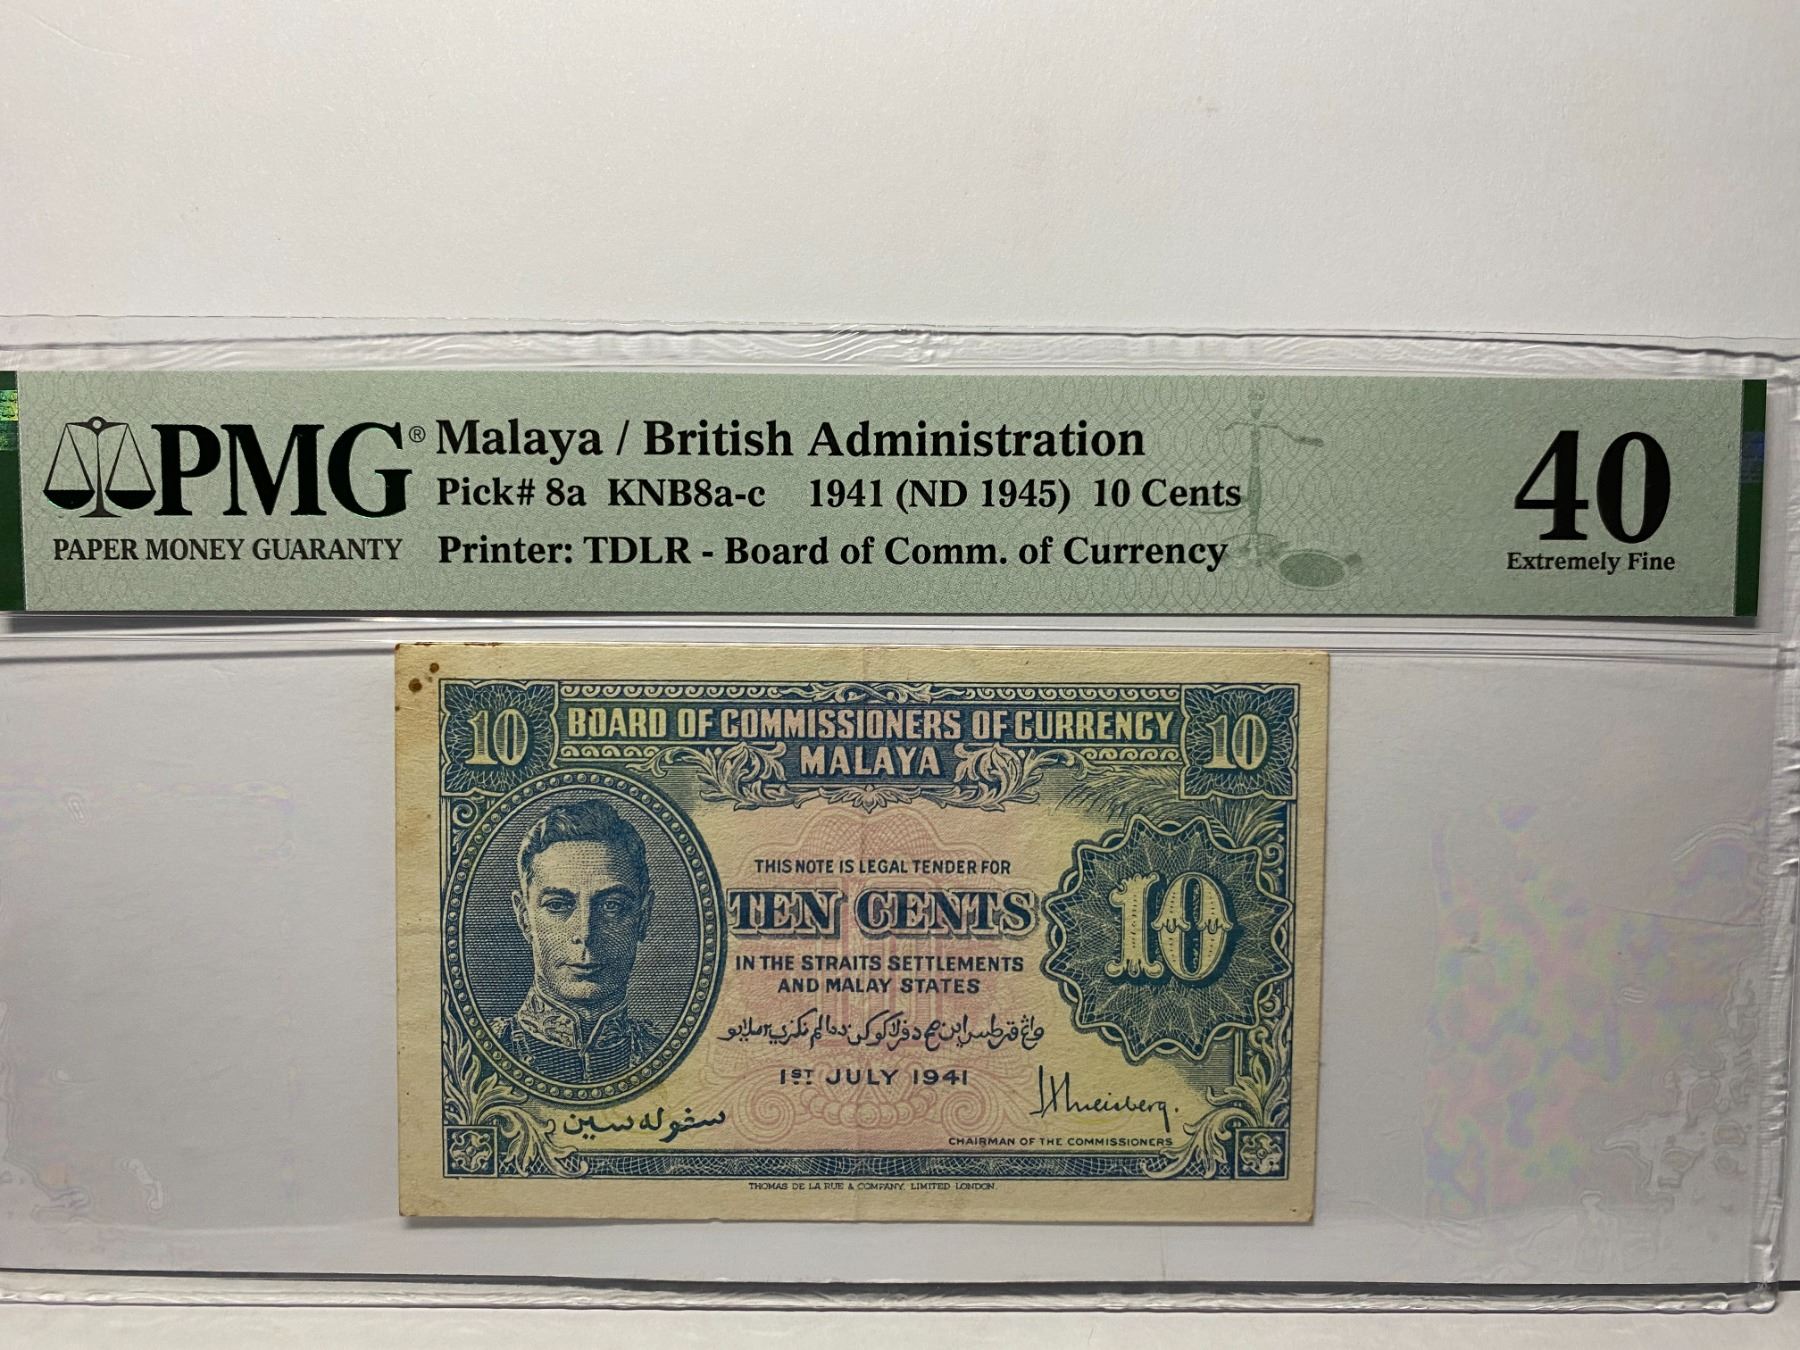 PMG®
PAPER MONEY GUARANTY
Malaya / British Administration
Pick# 8a KNB8a-c 1941 (ND 1945) 10 Cents
Printer: TDLR - Board of Comm. of Currency
40
Extremely Fine
10 BOARD OF COMMISSIONERS OF CURRENCY 10
MALAYA
THIS NOTE IS LEGAL TENDER FOR
TEN CENTS
10
IN THE STRAITS SETTLEMENTS
AND MALAY STATES
1ST JULY 1941
سڤوله سين
CHAIRMAN OF THE COMMISSIONERS
THOMAS DE LA RUE & COMPANY, LIMITED LONDON.